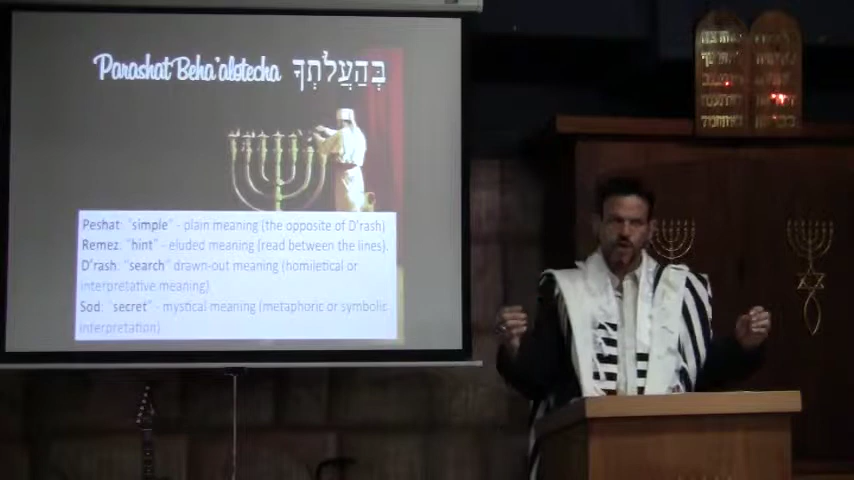 Parashat Beha'alotecha בְּהַעֲלֹתְךָ
Peshat: "simple" - plain meaning (the opposite of D'rash)
Remez: "hint" - eluded meaning (read between the lines).
D'rash: "search" drawn-out meaning (homiletical or
interpretative meaning)
Sod: "secret" - mystical meaning (metaphoric or symbolic
interpretation)